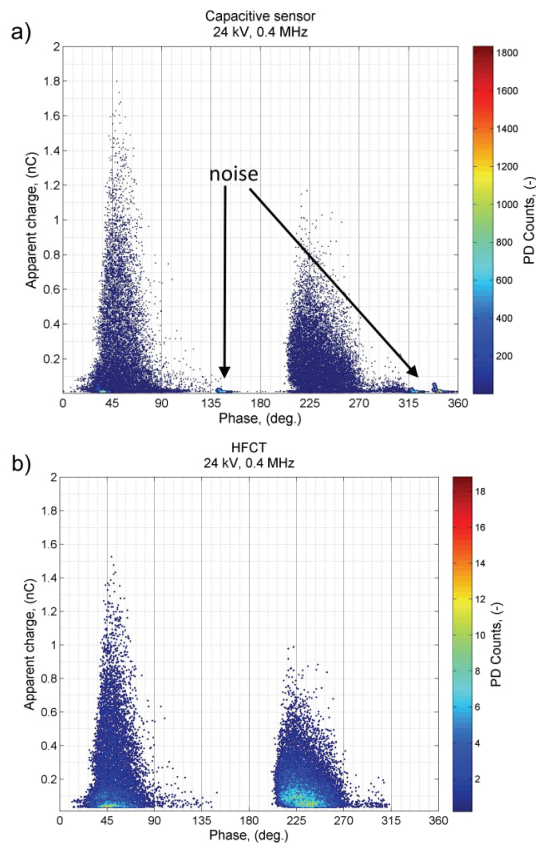 a)
Capacitive sensor
24 kV, 0.4 MHz
2
1.8
1.6
1.4
1.2
1
0.8
0.6
0.4
0.2
Apparent charge, (nC)
noise
0 45 90 135 180 225 270 315 360
Phase, (deg.)
1800
1600
1400
1200
1000
800
600
400
200
PD Counts, (-)
b)
HFCT
24 kV, 0.4 MHz
2
1.8
1.6
1.4
1.2
1
0.8
0.6
0.4
0.2
Apparent charge, (nC)
0 45 90 135 180 225 270 315 360
Phase, (deg.)
18
16
14
12
10
8
6
4
2
PD Counts, (-)